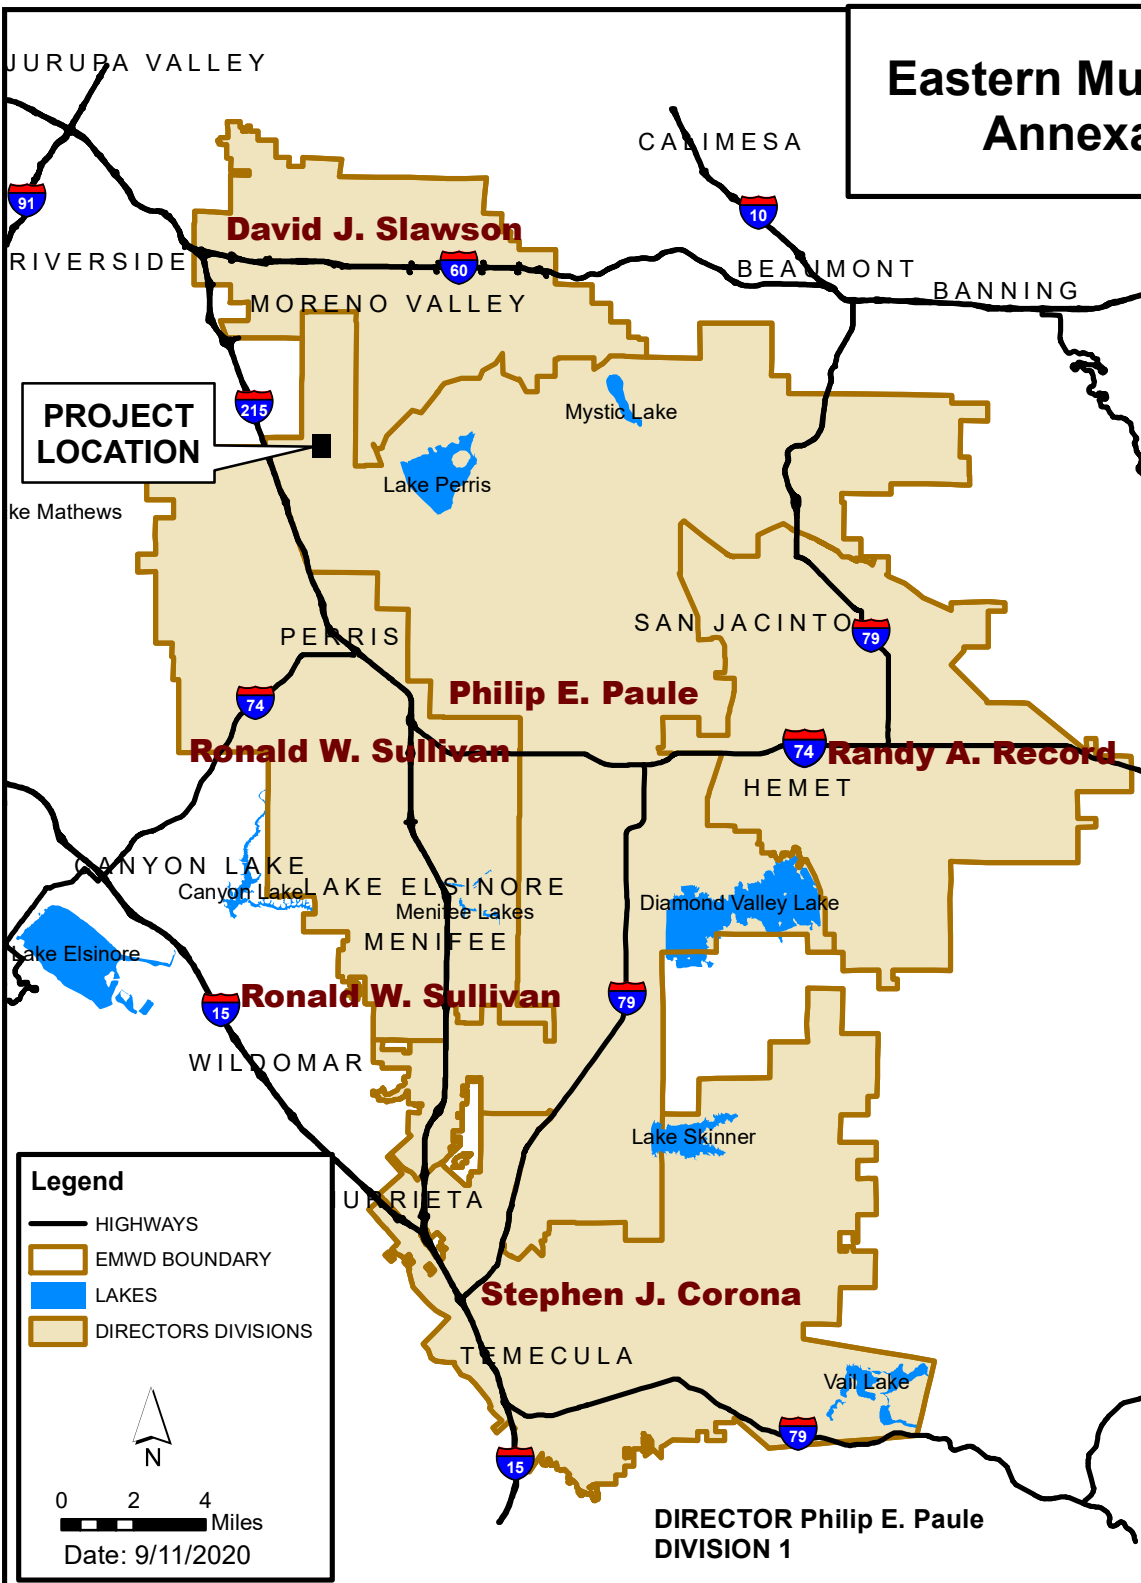 Eastern Mu
Annexa
JURUPA VALLEY
CALIMESA
91
10
David J. Slawson
RIVERSIDE
60
BEAUMONT
BANNING
MORENO VALLEY
215
PROJECT
LOCATION
Mystic Lake
Lake Perris
ke Mathews
PERRIS
SAN JACINTO
79
74
Philip E. Paule
Ronald W. Sullivan
74
Randy A. Record
HEMET
CANYON LAKE
Canyon Lake
LAKE ELSINORE
Menifee Lakes
Diamond Valley Lake
MENIFEE
Lake Elsinore
15
Ronald W. Sullivan
79
WILDOMAR
Lake Skinner
URRIETA
Stephen J. Corona
TEMECULA
Vail Lake
79
15
Legend
HIGHWAYS
EMWD BOUNDARY
LAKES
DIRECTORS DIVISIONS
N
0 2 4
Miles
Date: 9/11/2020
DIRECTOR Philip E. Paule
DIVISION 1